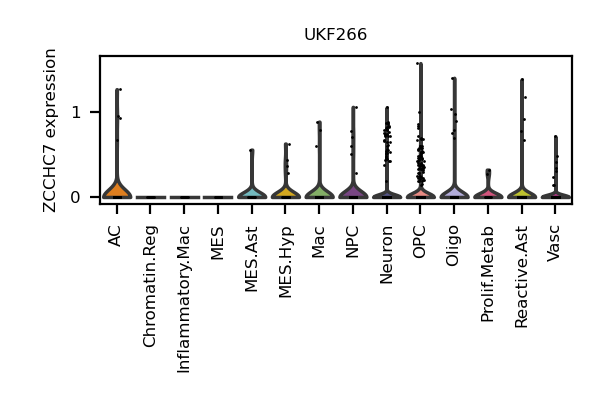 UKF266
ZCCHC7 expression
1
0
AC
Chromatin.Reg
Inflammatory.Mac
MES
MES.Ast
MES.Hyp
Mac
NPC
Neuron
OPC
Oligo
Prolif.Metab
Reactive.Ast
Vasc